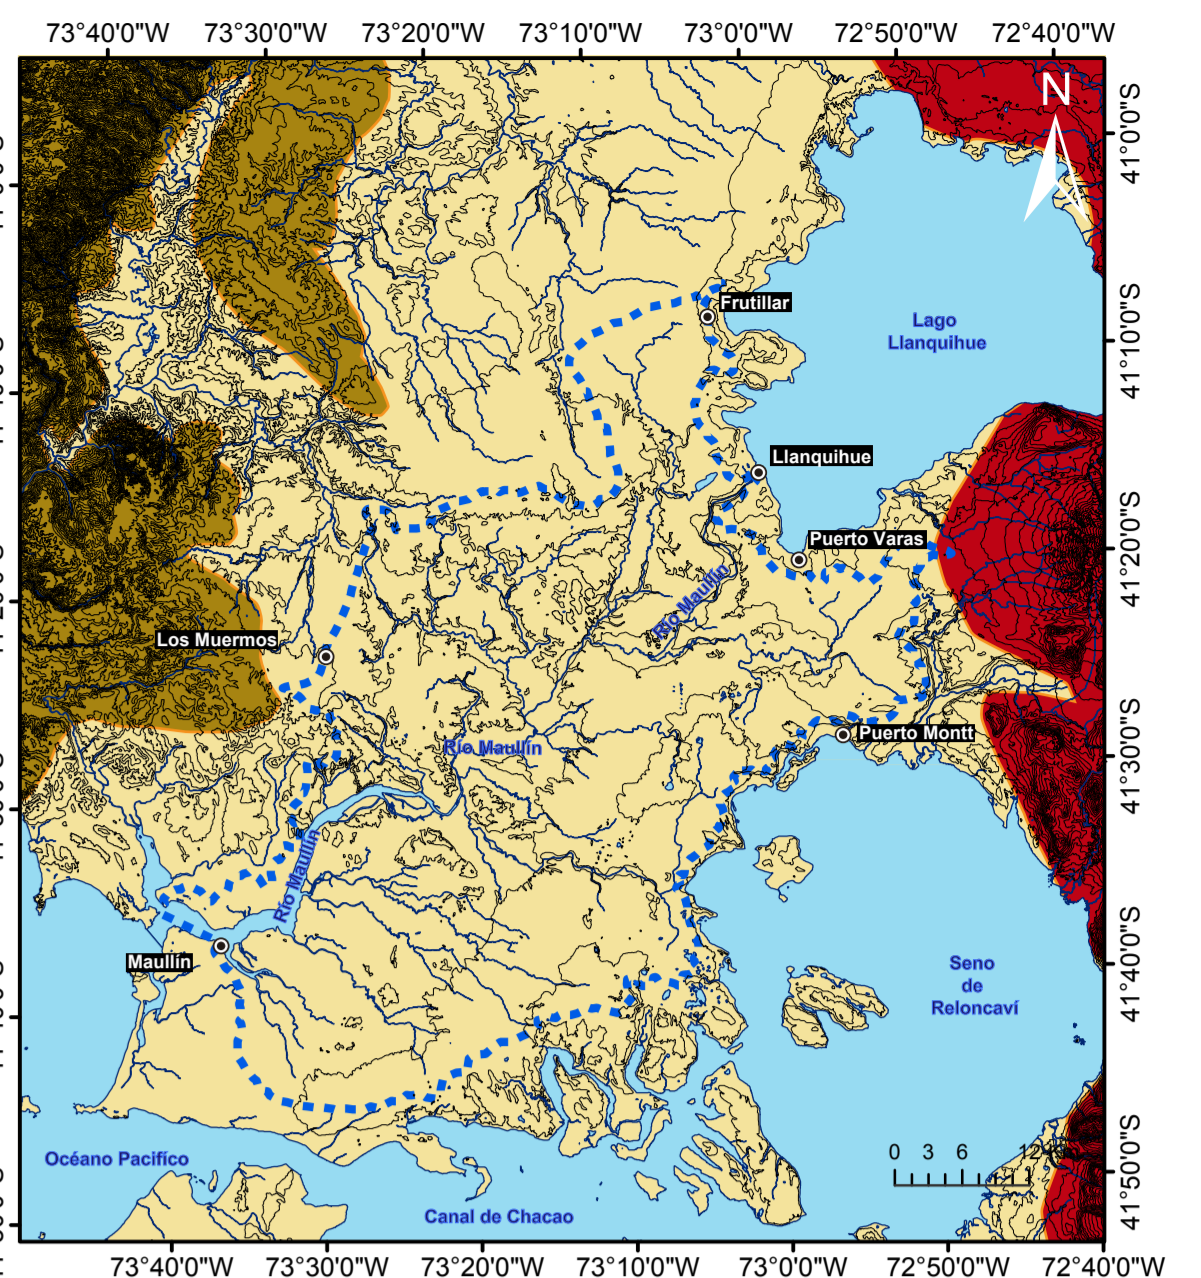 73°40'0"W 73°30'0"W 73°20'0"W 73°10'0"W 73°0'0"W 72°50'0"W 72°40'0"W
N
41°0'0"S
Frutillar
Lago
Llanquihue
41°10'0"S
Llanquihue
Puerto Varas
41°20'0"S
Río Maullín
Los Muermos
Puerto Montt
Río Maullín
41°30'0"S
Río Maullín
Maullín
41°40'0"S
Seno
de
Reloncaví
41°50'0"S
0 3 6 12
Océano Pacifíco
Canal de Chacao
73°40'0"W 73°30'0"W 73°20'0"W 73°10'0"W 73°0'0"W 72°50'0"W 72°40'0"W